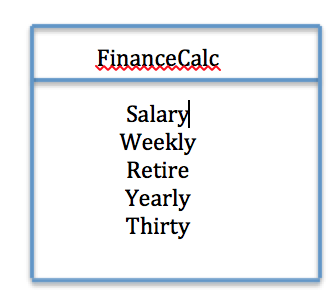 FinanceCalc
Salary
Weekly
Retire
Yearly
Thirty